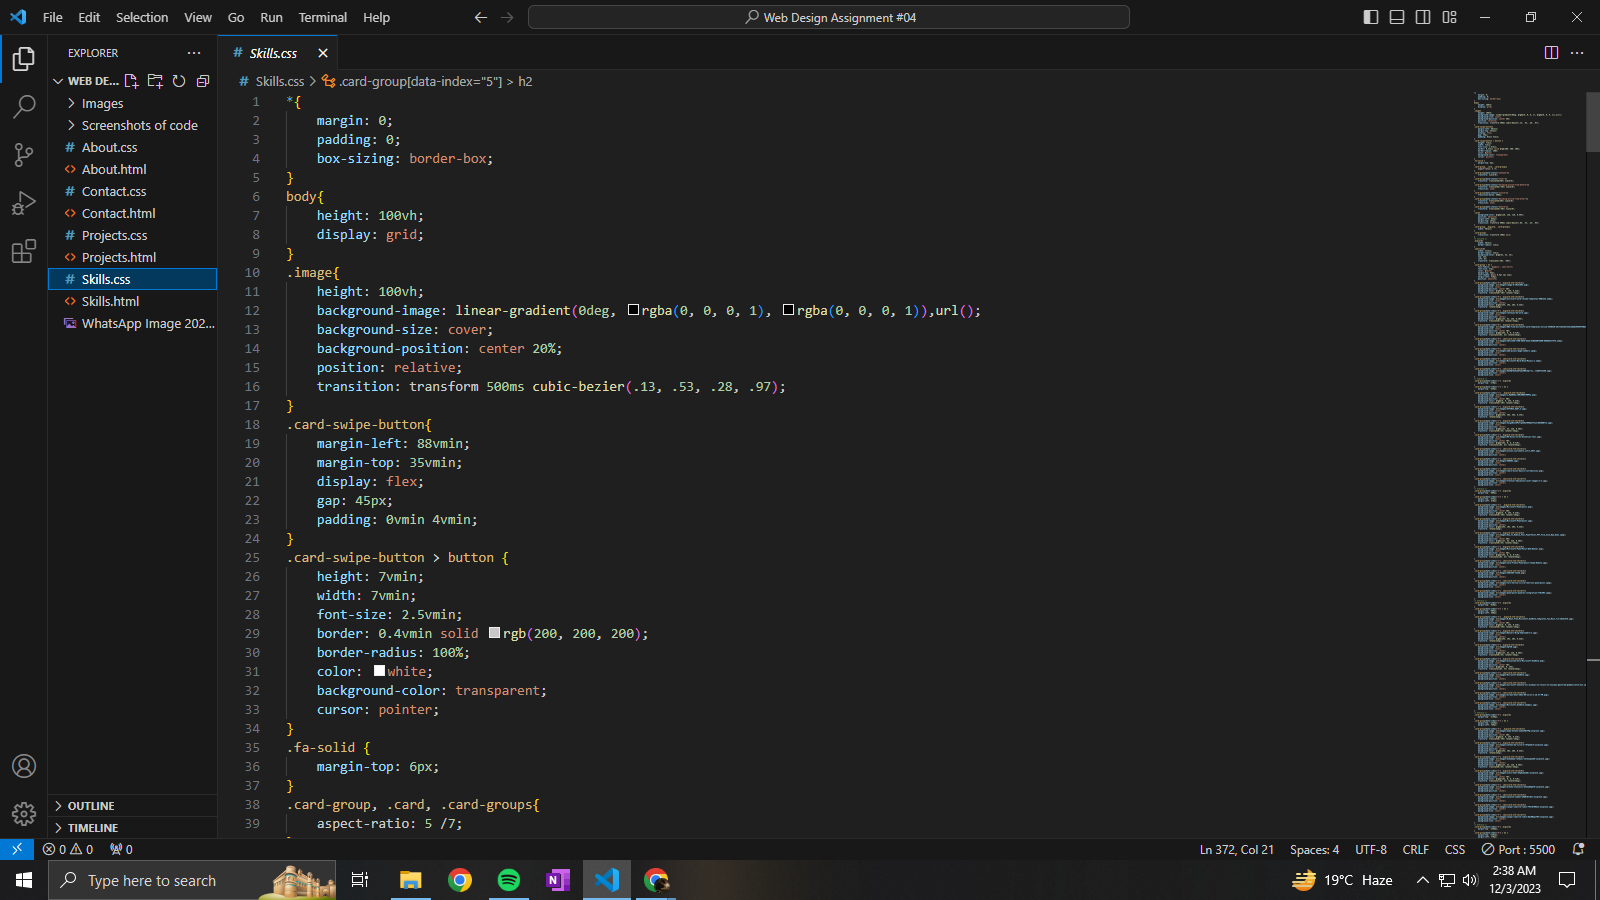 File Edit Selection View Go Run Terminal Help
Web Design Assignment #04
EXPLORER
WEB DE...
Images
Screenshots of code
# About.css
<> About.html
# Contact.css
<> Contact.html
# Projects.css
<> Projects.html
# Skills.css
<> Skills.html
WhatsApp Image 202...
OUTLINE
TIMELINE
# Skills.css
# Skills.css > .card-group[data-index="5"] > h2
1 *{
2 margin: 0;
3 padding: 0;
4 box-sizing: border-box;
5 }
6 body{
7 height: 100vh;
8 display: grid;
9 }
10 .image{
11 height: 100vh;
12 background-image: linear-gradient(0deg, rgba(0, 0, 0, 1), rgba(0, 0, 0, 1)),url();
13 background-size: cover;
14 background-position: center 20%;
15 position: relative;
16 transition: transform 500ms cubic-bezier(.13, .53, .28, .97);
17 }
18 .card-swipe-button{
19 margin-left: 88vmin;
20 margin-top: 35vmin;
21 display: flex;
22 gap: 45px;
23 padding: 0vmin 4vmin;
24 }
25 .card-swipe-button > button {
26 height: 7vmin;
27 width: 7vmin;
28 font-size: 2.5vmin;
29 border: 0.4vmin solid rgb(200, 200, 200);
30 border-radius: 100%;
31 color: white;
32 background-color: transparent;
33 cursor: pointer;
34 }
35 .fa-solid {
36 margin-top: 6px;
37 }
38 .card-group, .card, .card-groups{
39 aspect-ratio: 5 /7;
0 0 0
Ln 372, Col 21 Spaces: 4 UTF-8 CRLF CSS Port : 5500
Type here to search
19°C Haze
2:38 AM
12/3/2023